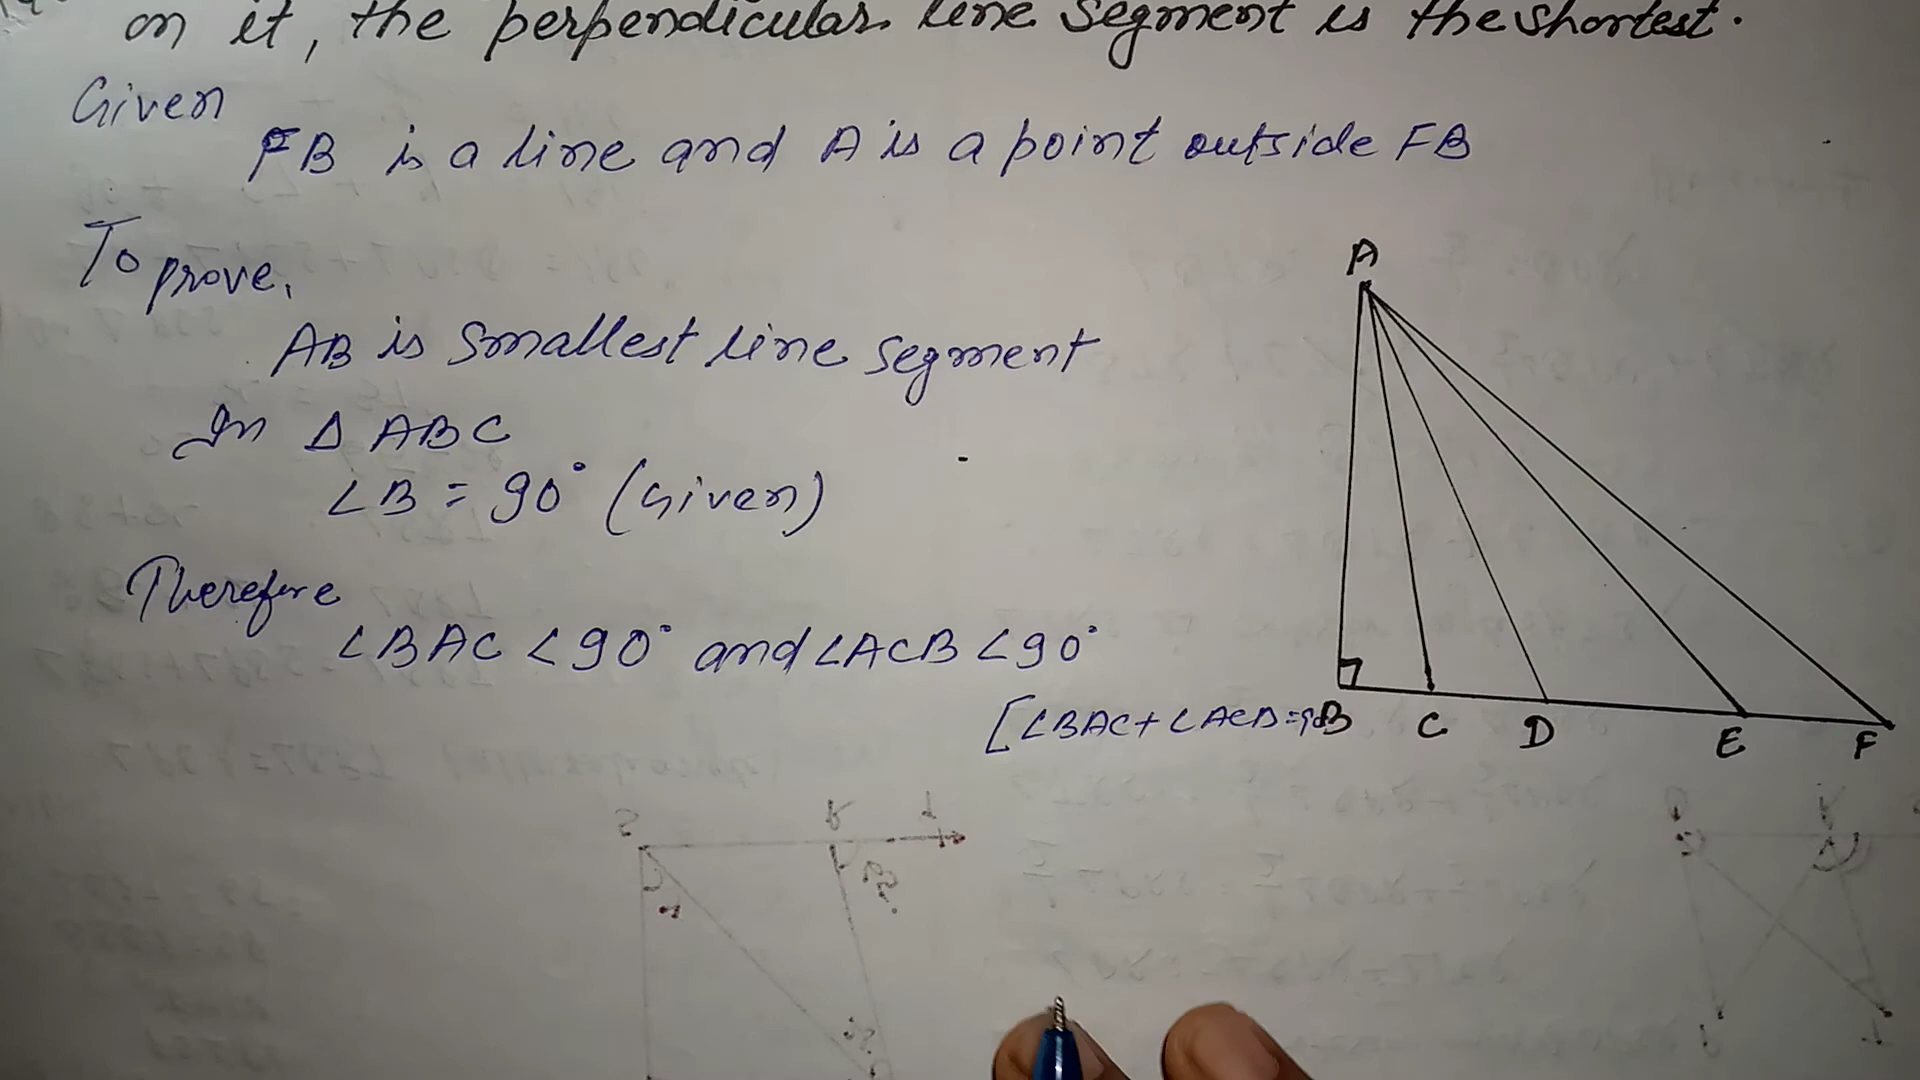 on it, the perpendicular line segment is the shortest.
Given
FB is a line and A is a point outside FB
To prove,
AB is smallest line segment
In Δ ABC
∠B = 90° (Given)
Therefore
∠BAC < 90° and ∠ACB < 90°
[∠BAC + ∠ACB =
A
B C D E F
S R T